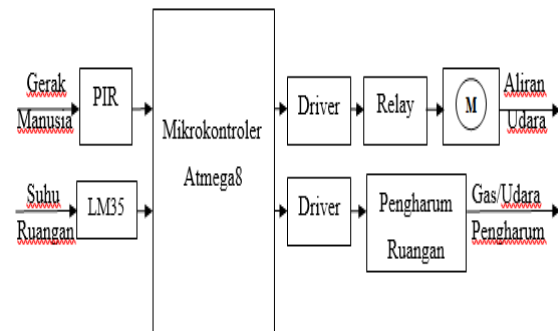 Gerak
Manusia
PIR
Mikrokontroler
Atmega8
Driver
Relay
M
Aliran
Udara
Suhu
Ruangan
LM35
Driver
Pengharum
Ruangan
Gas/Udara
Pengharum